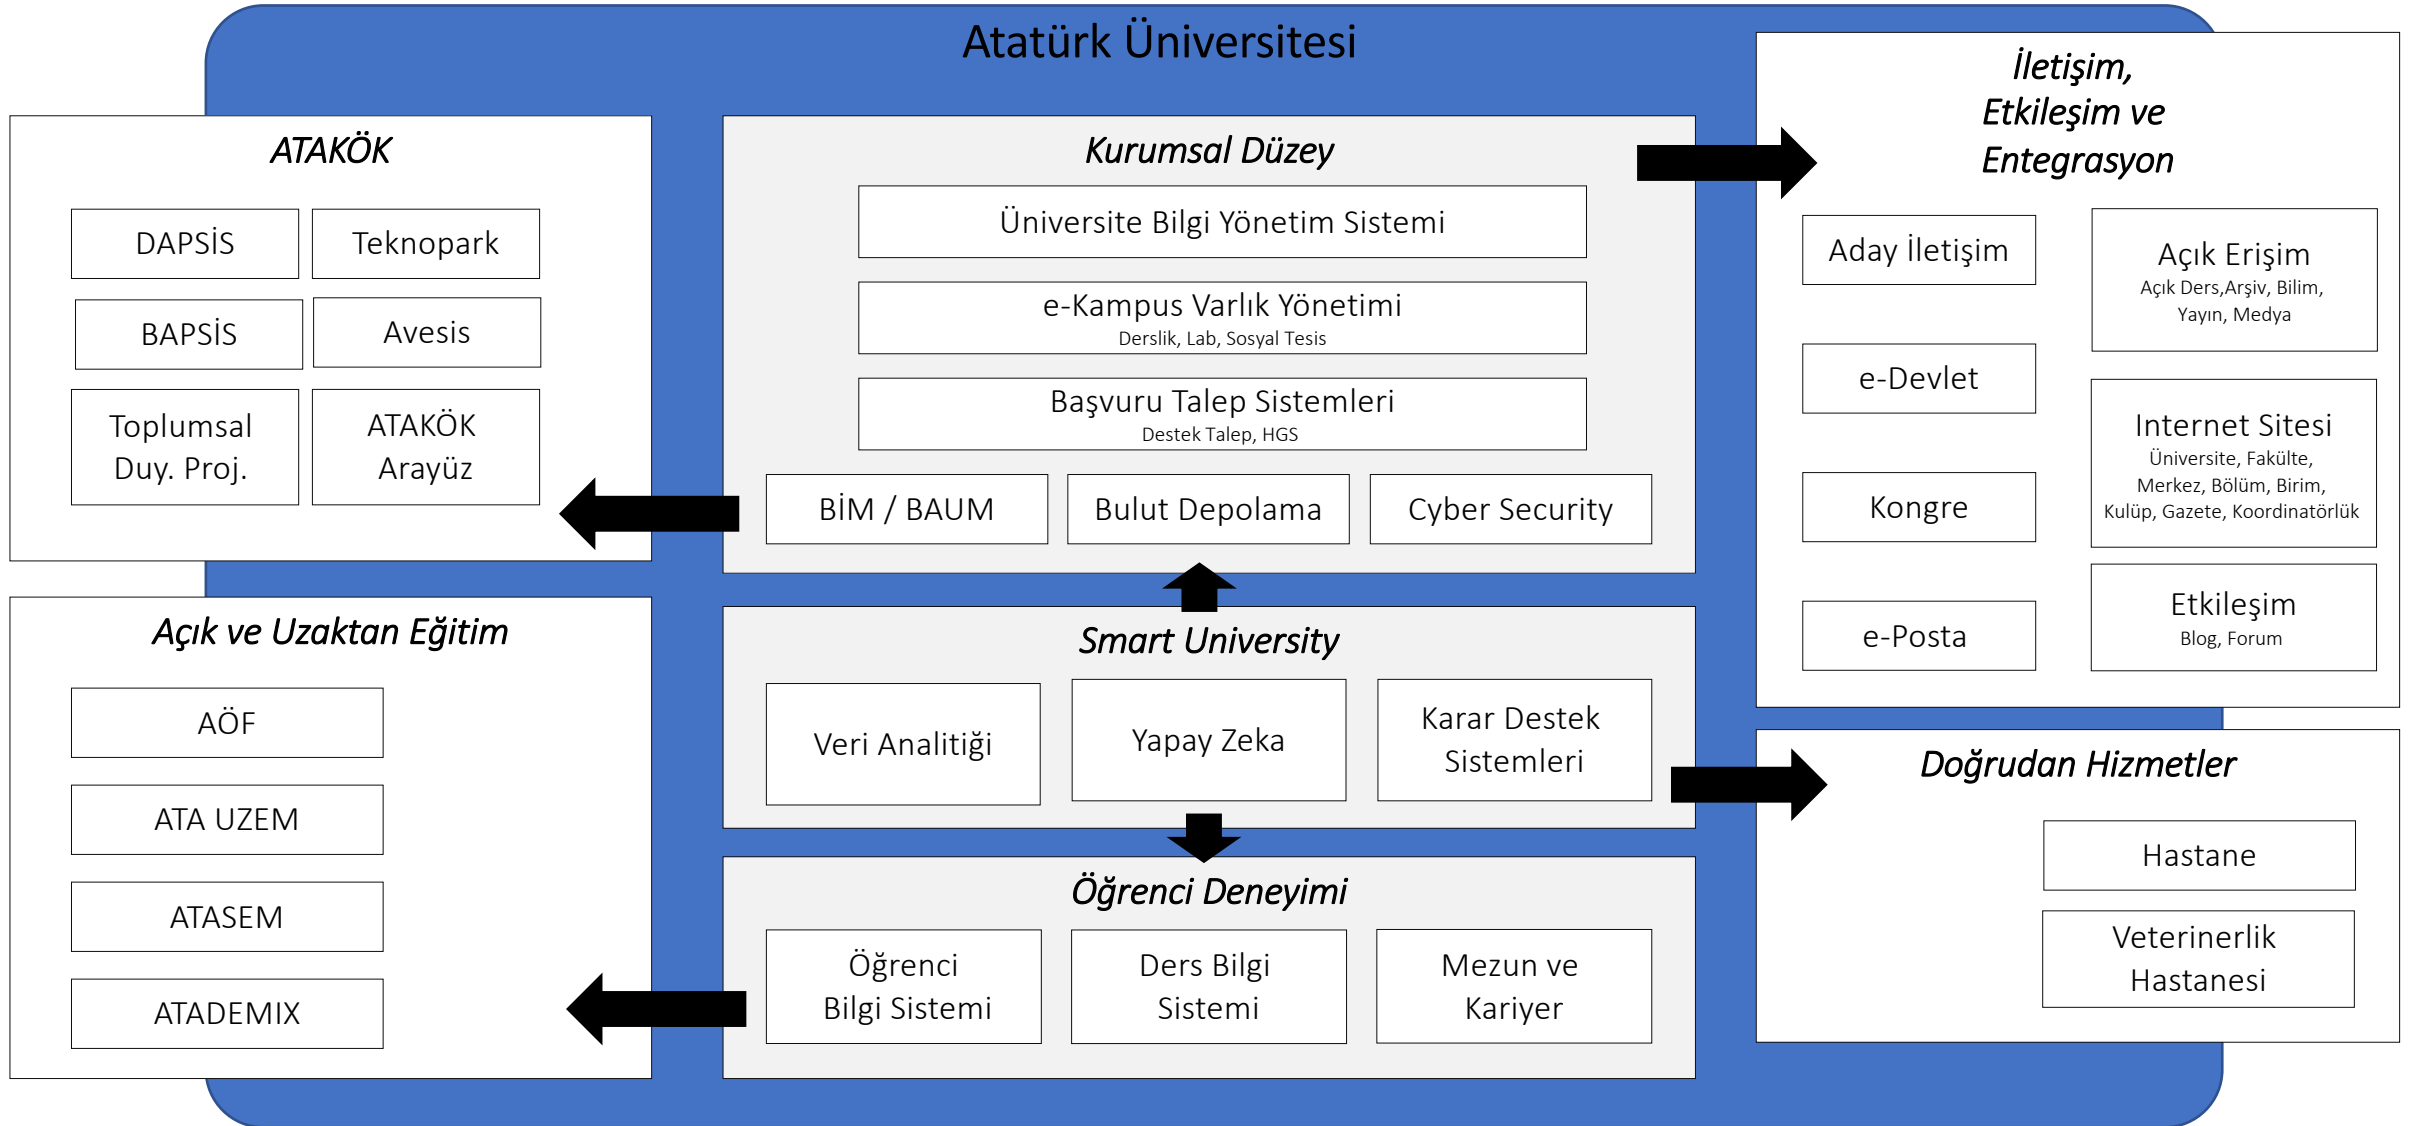 Atatürk Üniversitesi
ATAKÖK
DAPSİS
Teknopark
BAPSİS
Avesis
Toplumsal
Duy. Proj.
ATAKÖK
Arayüz
Kurumsal Düzey
Üniversite Bilgi Yönetim Sistemi
e-Kampus Varlık Yönetimi
Derslik, Lab, Sosyal Tesis
Başvuru Talep Sistemleri
Destek Talep, HGS
BİM / BAUM
Bulut Depolama
Cyber Security
İletişim,
Etkileşim ve
Entegrasyon
Aday İletişim
e-Devlet
Kongre
e-Posta
Açık Erişim
Açık Ders,Arşiv, Bilim,
Yayın, Medya
Internet Sitesi
Üniversite, Fakülte,
Merkez, Bölüm, Birim,
Kulüp, Gazete, Koordinatörlük
Etkileşim
Blog, Forum
Açık ve Uzaktan Eğitim
AÖF
ATA UZEM
ATASEM
ATADEMIX
Smart University
Veri Analitiği
Yapay Zeka
Karar Destek
Sistemleri
Öğrenci Deneyimi
Öğrenci
Bilgi Sistemi
Ders Bilgi
Sistemi
Mezun ve
Kariyer
Doğrudan Hizmetler
Hastane
Veterinerlik
Hastanesi